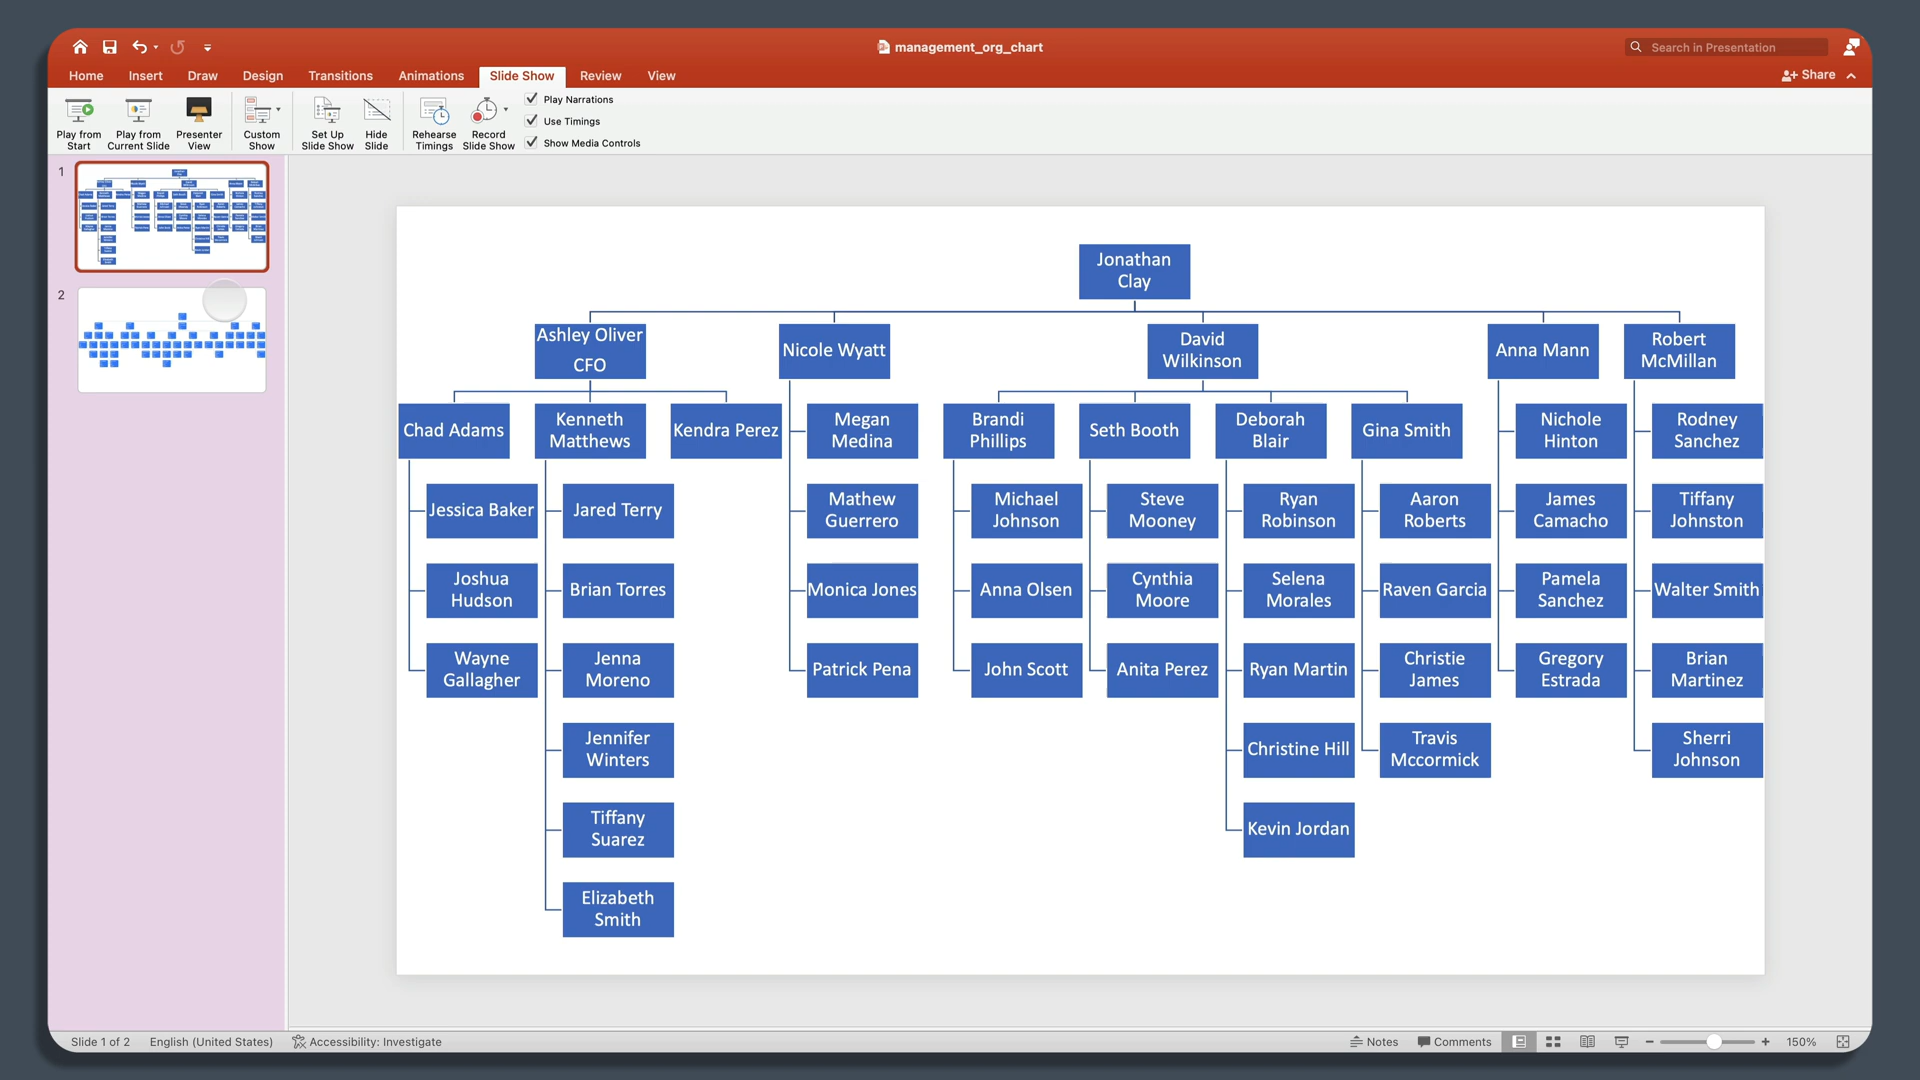 management_org_chart
Search in Presentation
Home Insert Draw Design Transitions Animations Slide Show Review View
Share
Play from
Start
Play from
Current Slide
Presenter
View
Custom
Show
Set Up
Slide Show
Hide
Slide
Rehearse
Timings
Record
Slide Show
Play Narrations
Use Timings
Show Media Controls
1
2
Jonathan
Clay
Ashley Oliver
CFO
Nicole Wyatt
David
Wilkinson
Anna Mann
Robert
McMillan
Chad Adams
Kenneth
Matthews
Kendra Perez
Megan
Medina
Brandi
Phillips
Seth Booth
Deborah
Blair
Gina Smith
Nichole
Hinton
Rodney
Sanchez
Jessica Baker
Jared Terry
Mathew
Guerrero
Michael
Johnson
Steve
Mooney
Ryan
Robinson
Aaron
Roberts
James
Camacho
Tiffany
Johnston
Joshua
Hudson
Brian Torres
Monica Jones
Anna Olsen
Cynthia
Moore
Selena
Morales
Raven Garcia
Pamela
Sanchez
Walter Smith
Wayne
Gallagher
Jenna
Moreno
Patrick Pena
John Scott
Anita Perez
Ryan Martin
Christie
James
Gregory
Estrada
Brian
Martinez
Jennifer
Winters
Christine Hill
Travis
Mccormick
Sherri
Johnson
Tiffany
Suarez
Kevin Jordan
Elizabeth
Smith
Slide 1 of 2 English (United States) Accessibility: Investigate
Notes Comments 150%